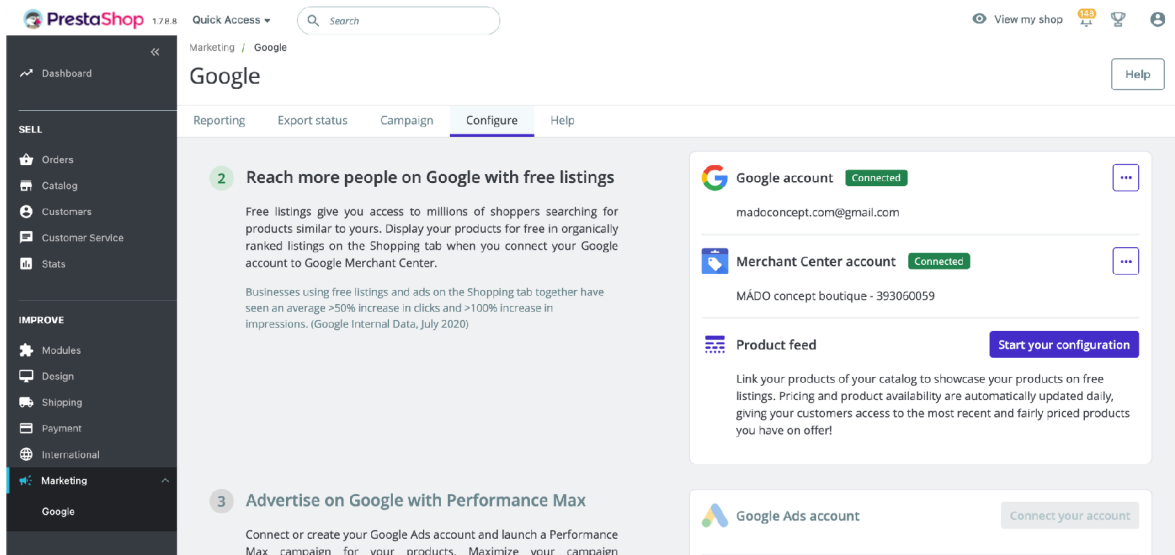 PrestaShop 1.7.8.8 Quick Access Search View my shop 145
Marketing / Google
Google
Help
Reporting Export status Campaign Configure Help
Dashboard
SELL
Orders
Catalog
Customers
Customer Service
Stats
IMPROVE
Modules
Design
Shipping
Payment
International
Marketing
Google
2 Reach more people on Google with free listings
Free listings give you access to millions of shoppers searching for
products similar to yours. Display your products for free in organically
ranked listings on the Shopping tab when you connect your Google
account to Google Merchant Center.
Businesses using free listings and ads on the Shopping tab together have
seen an average >50% increase in clicks and >100% increase in
impressions. (Google Internal Data, July 2020)
Google account Connected
madoconcept.com@gmail.com
Merchant Center account Connected
MÁDO concept boutique - 393060059
Product feed Start your configuration
Link your products of your catalog to showcase your products on free
listings. Pricing and product availability are automatically updated daily,
giving your customers access to the most recent and fairly priced products
you have on offer!
3 Advertise on Google with Performance Max
Connect or create your Google Ads account and launch a Performance
Max campaign for your products. Maximize your campaign
Google Ads account Connect your account